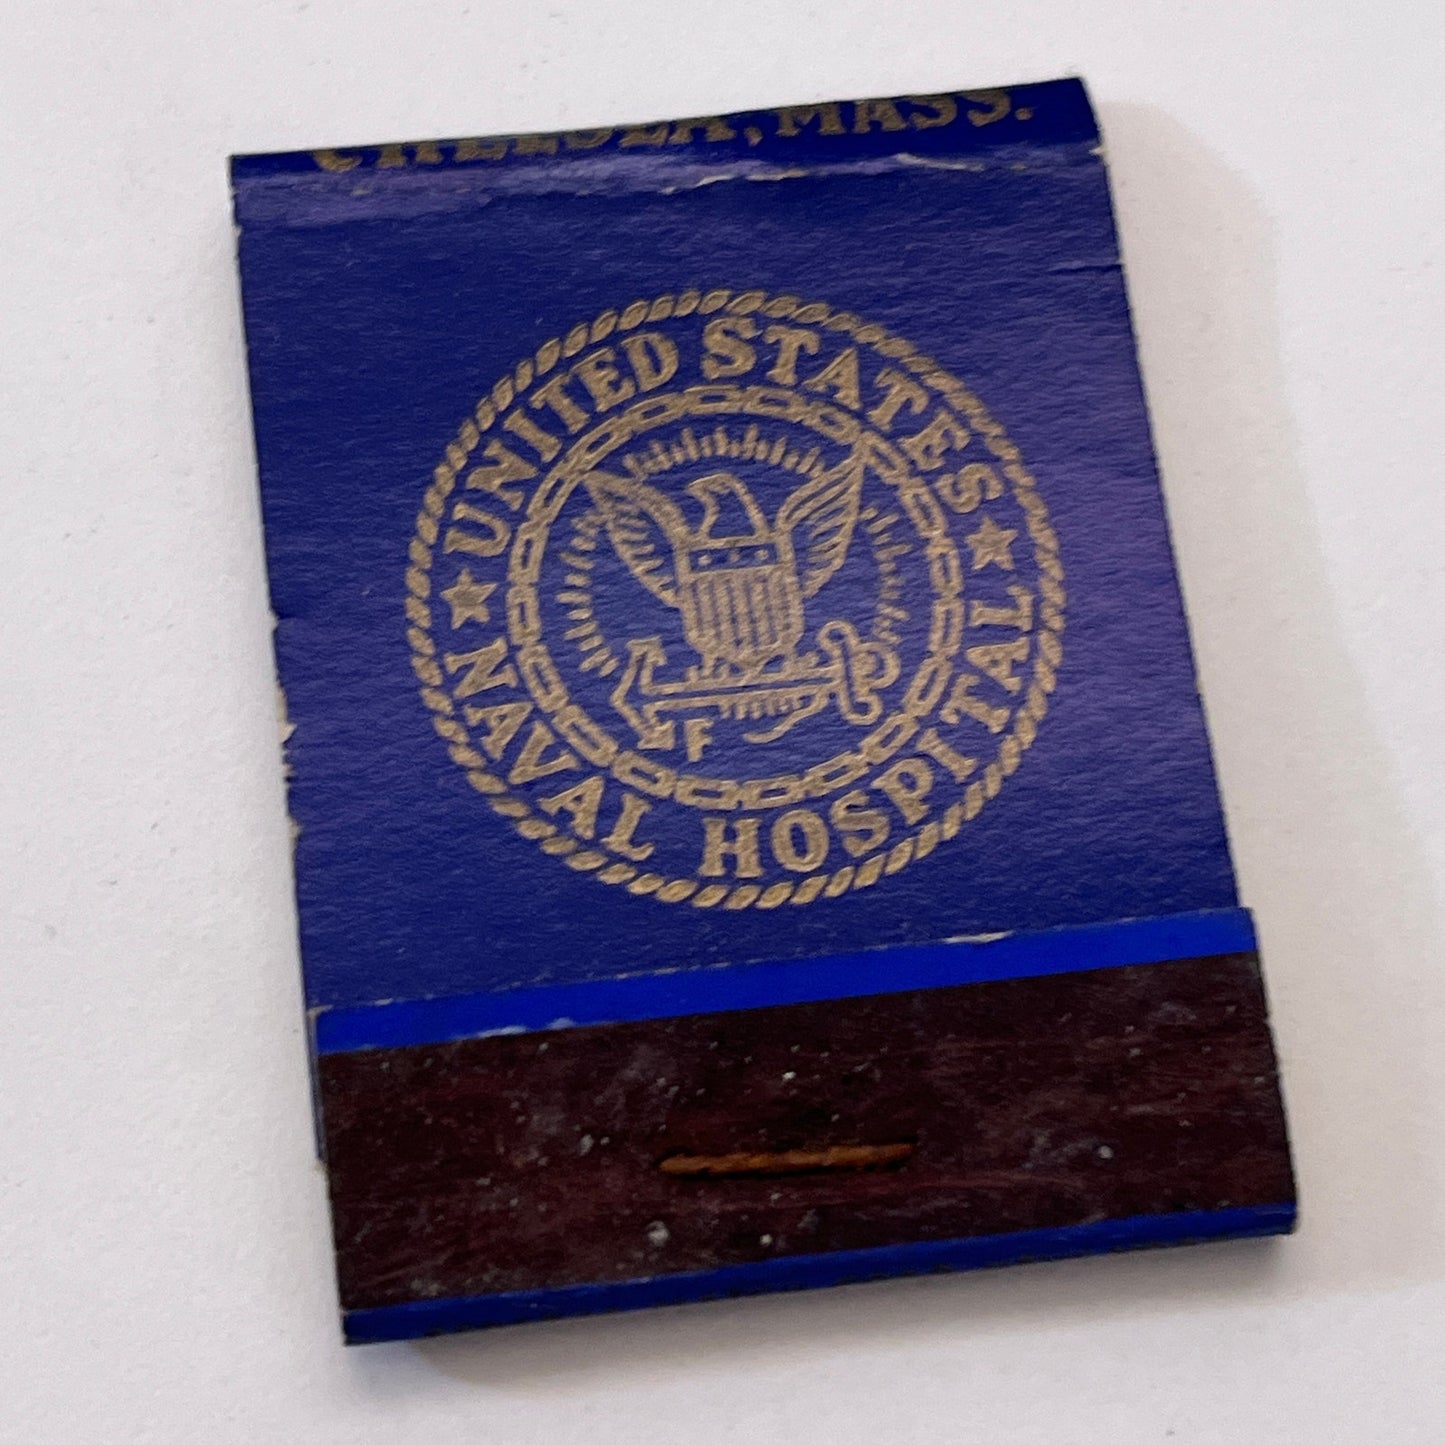 CHELSEA, MASS.
UNITED STATES
★ NAVAL HOSPITAL ★